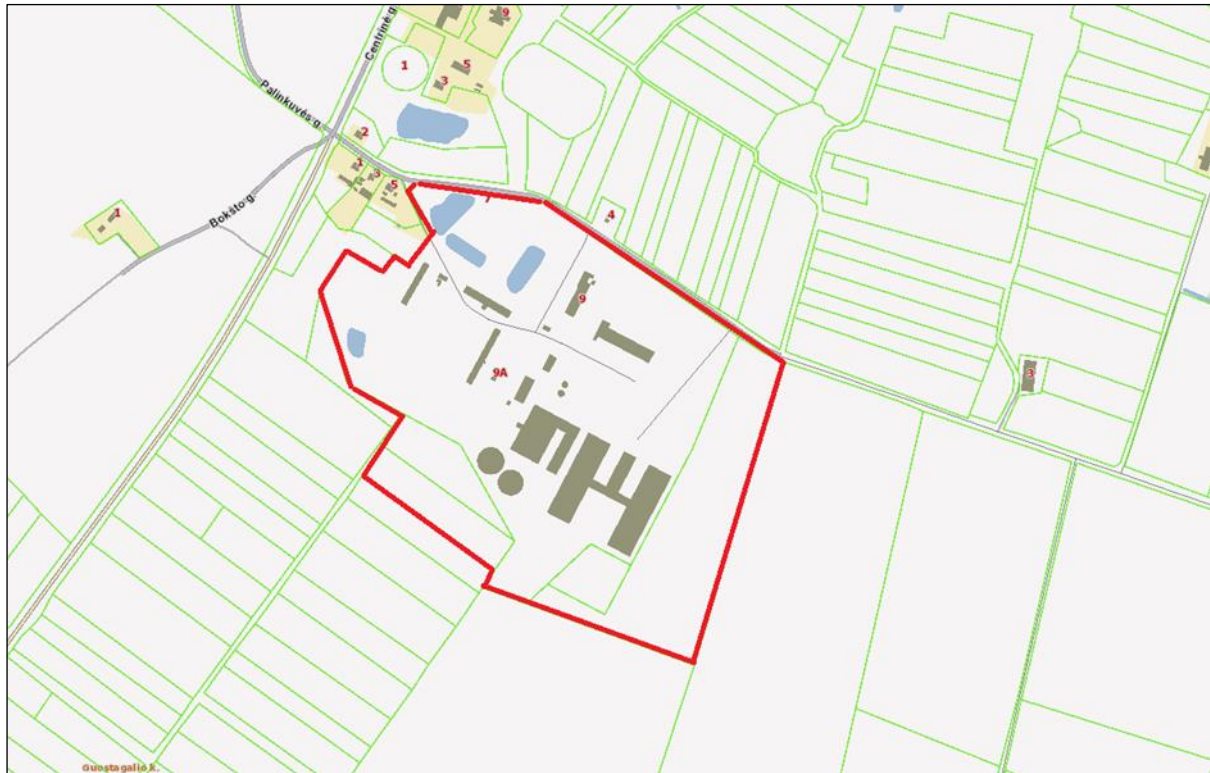 9
Centrinė g.
1
5
3
Palinkuvės g.
2
1
3
5
7
4
1
Bokšto g.
9
9A
3
Guostagalio k.